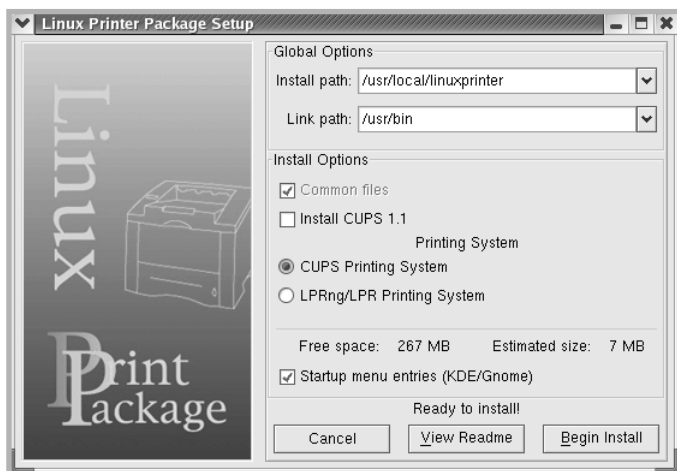 Linux Printer Package Setup
Linux
Print
Package
Global Options
Install path: /usr/local/linuxprinter
Link path: /usr/bin
Install Options
Common files
Install CUPS 1.1
Printing System
CUPS Printing System
LPRng/LPR Printing System
Free space: 267 MB Estimated size: 7 MB
Startup menu entries (KDE/Gnome)
Ready to install!
Cancel View Readme Begin Install